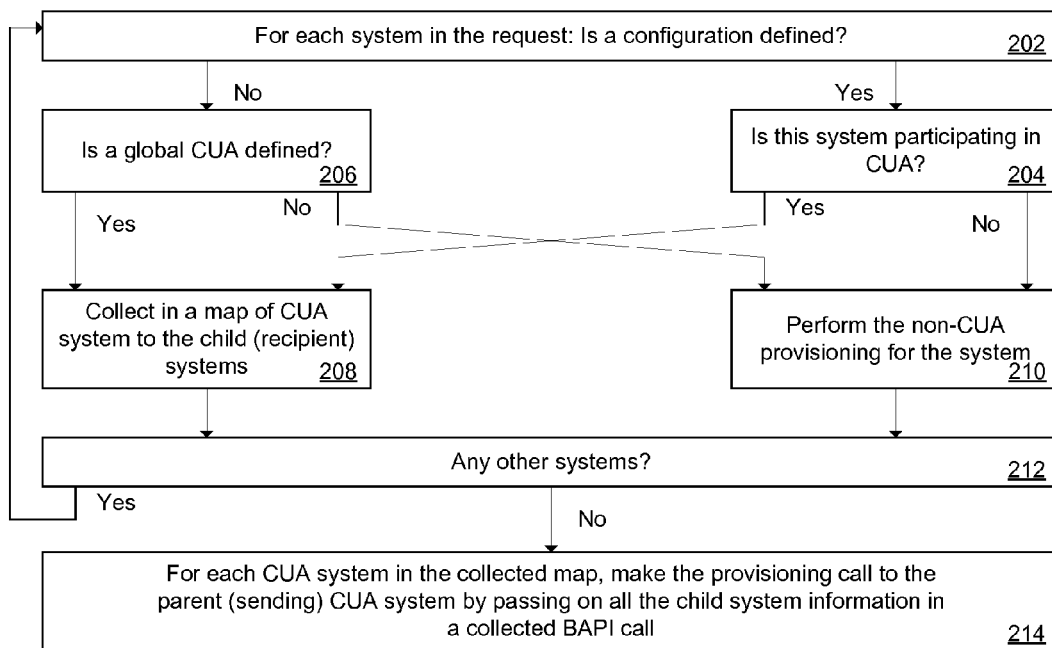 For each system in the request: Is a configuration defined?
202
No
Yes
Is a global CUA defined?
206
Is this system participating in
CUA?
204
Yes
No
Yes
No
Collect in a map of CUA
system to the child (recipient)
systems
208
Perform the non-CUA
provisioning for the system
210
Any other systems?
212
Yes
No
For each CUA system in the collected map, make the provisioning call to the
parent (sending) CUA system by passing on all the child system information in
a collected BAPI call
214